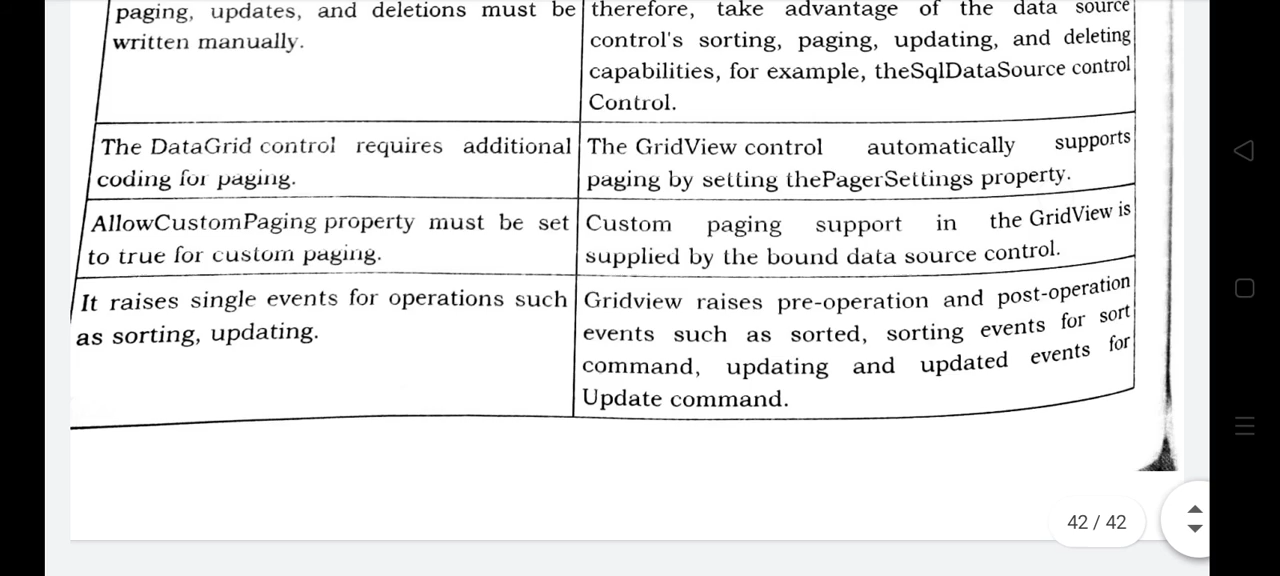 paging, updates, and deletions must be
written manually.
therefore, take advantage of the data source
control's sorting, paging, updating, and deleting
capabilities, for example, theSqlDataSource control
Control.
The DataGrid control requires additional
coding for paging.
The GridView control automatically supports
paging by setting thePagerSettings property.
AllowCustomPaging property must be set
to true for custom paging.
Custom paging support in the GridView is
supplied by the bound data source control.
It raises single events for operations such
as sorting, updating.
Gridview raises pre-operation and post-operation
events such as sorted, sorting events for sort
command, updating and updated events for
Update command.
42 / 42